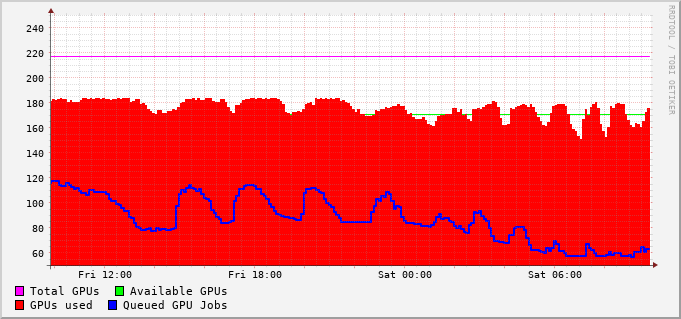 RRDTOOL / TOBI OETIKER
240
220
200
180
160
140
120
100
80
60
Fri 12:00 Fri 18:00 Sat 00:00 Sat 06:00
Total GPUs Available GPUs
GPUs used Queued GPU Jobs